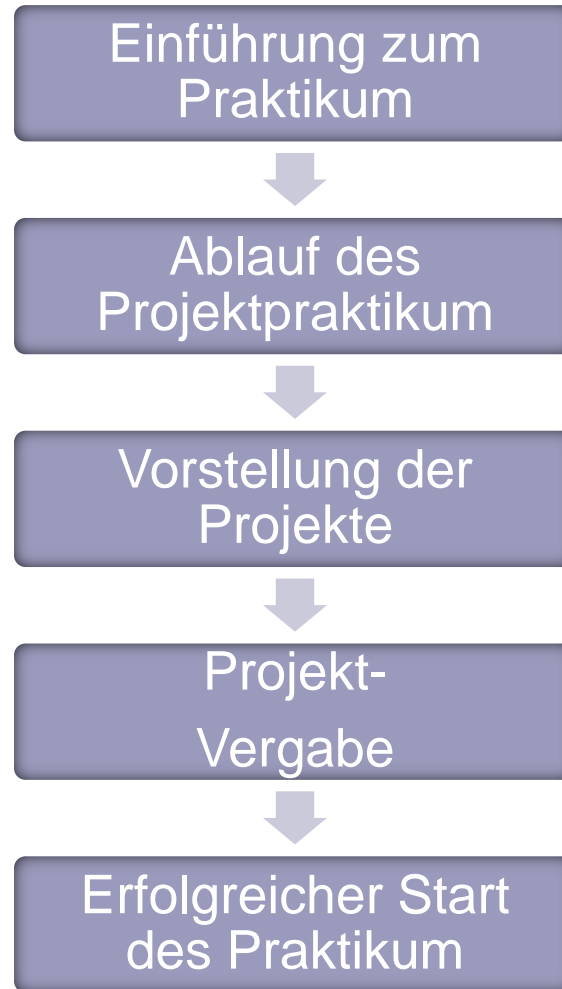 Einführung zum
Praktikum
Ablauf des
Projektpraktikum
Vorstellung der
Projekte
Projekt-
Vergabe
Erfolgreicher Start
des Praktikum